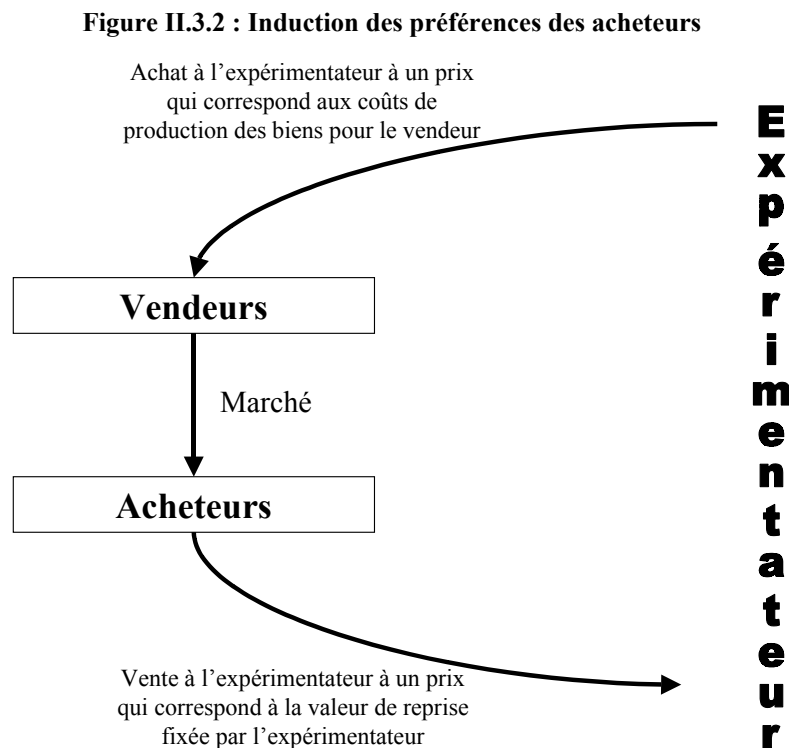 Figure II.3.2 : Induction des préférences des acheteurs
Achat à l'expérimentateur à un prix
qui correspond aux coûts de
production des biens pour le vendeur
Vendeurs
Marché
Acheteurs
Vente à l'expérimentateur à un prix
qui correspond à la valeur de reprise
fixée par l'expérimentateur
Expérimentateur